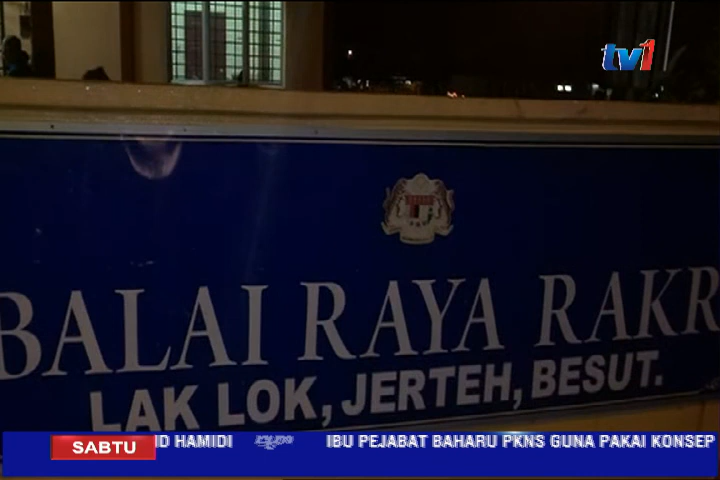 tv1
BALAI RAYA RAKR
LAK LOK, JERTEH, BESUT.
SABTU
ID HAMIDI
IBU PEJABAT BAHARU PKNS GUNA PAKAI KONSEP